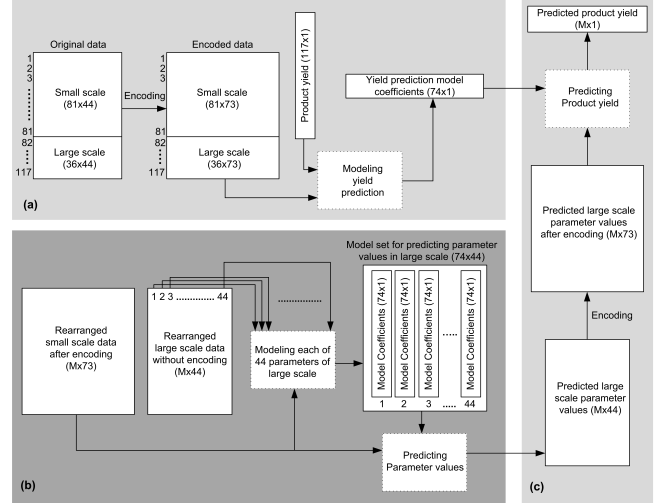 Original data
Encoded data
1
2
3
81
82
117
Small scale
(81x44)
Large scale
(36x44)
Encoding
1
2
3
81
82
117
Small scale
(81x73)
Large scale
(36x73)
Product yield (117x1)
Modeling
yield
prediction
Yield prediction model
coefficients (74x1)
(a)
Rearranged
small scale data
after encoding
(Mx73)
1 2 3 .............. 44
Rearranged
large scale data
without encoding
(Mx44)
Modeling each of
44 parameters of
large scale
Model set for predicting parameter
values in large scale (74x44)
Model Coefficients (74x1)
Model Coefficients (74x1)
Model Coefficients (74x1)
Model Coefficients (74x1)
1 2 3 ..... 44
Predicting
Parameter values
(b)
Predicted product yield
(Mx1)
Predicting
Product yield
Predicted large scale
parameter values
after encoding (Mx73)
Encoding
Predicted large
scale parameter
values (Mx44)
(c)